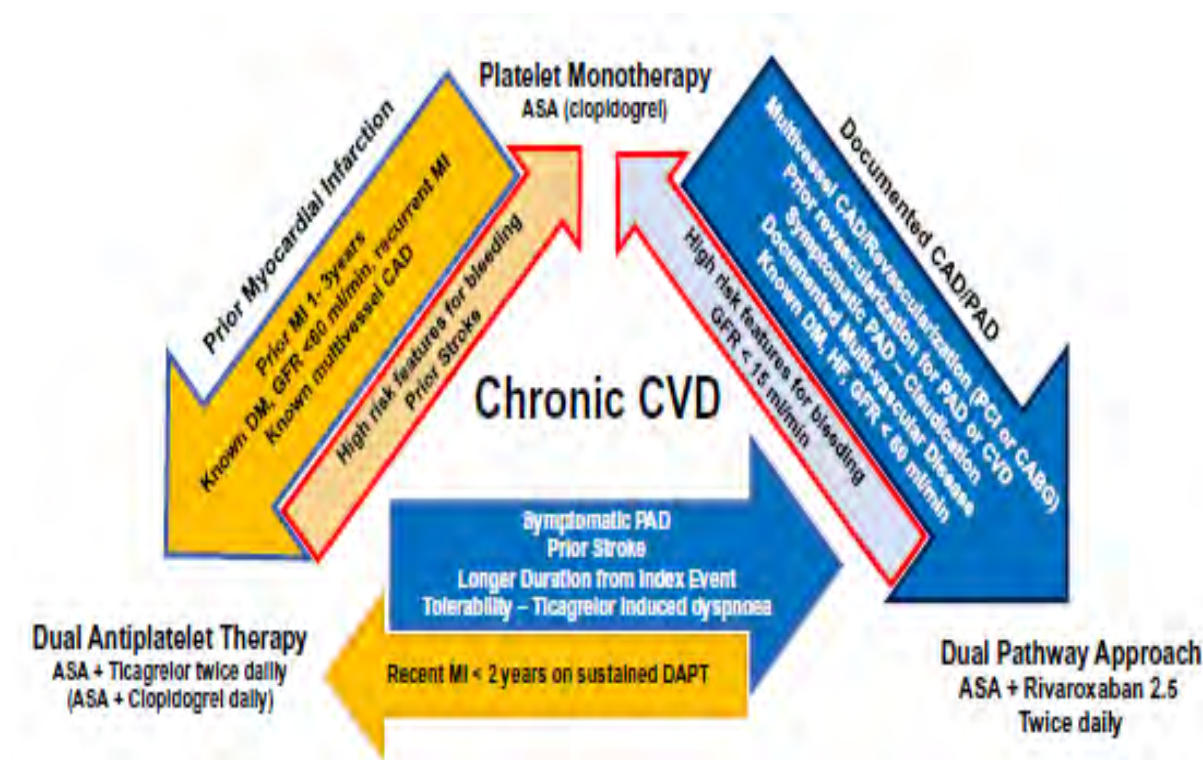 Platelet Monotherapy
ASA (clopidogrel)
Prior Myocardial Infarction
Prior MI 1- 3years
Known DM, GFR <60 ml/min, recurrent MI
Known multivessel CAD
High risk features for bleeding
Prior Stroke
Documented CAD/PAD
Multivessel CAD/Revascularization (PCI or CABG)
Prior revascularization for PAD or CVD
Symptomatic PAD – Claudication
Documented Multi-vascular Disease
Known DM, HF, GFR < 60 ml/min
High risk features for bleeding
GFR < 15 ml/min
Chronic CVD
Symptomatic PAD
Prior Stroke
Longer Duration from Index Event
Tolerability – Ticagrelor Induced dyspnoea
Recent MI < 2 years on sustained DAPT
Dual Antiplatelet Therapy
ASA + Ticagrelor twice dailly
(ASA + Clopidogrel daily)
Dual Pathway Approach
ASA + Rivaroxaban 2.5
Twice daily